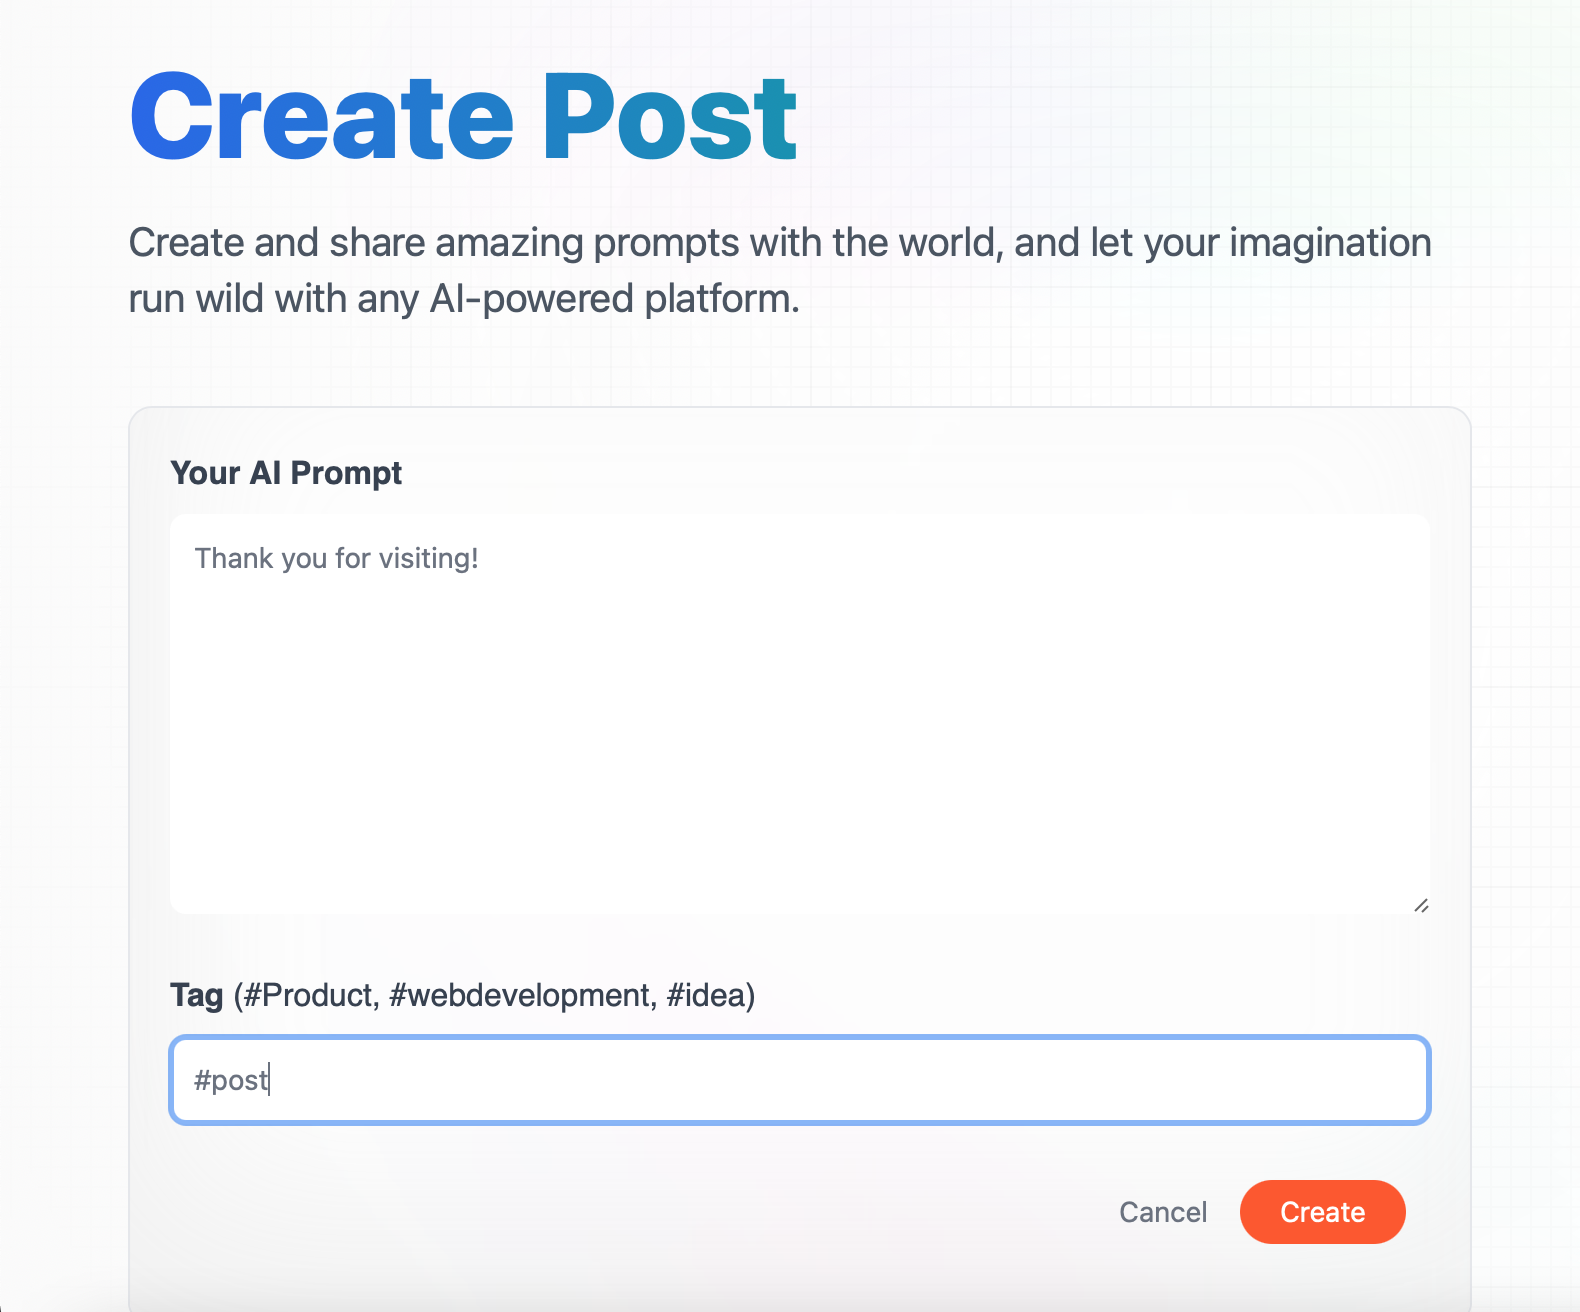 Create Post
Create and share amazing prompts with the world, and let your imagination
run wild with any AI-powered platform.
Your AI Prompt
Thank you for visiting!
Tag (#Product, #webdevelopment, #idea)
#post
Cancel Create